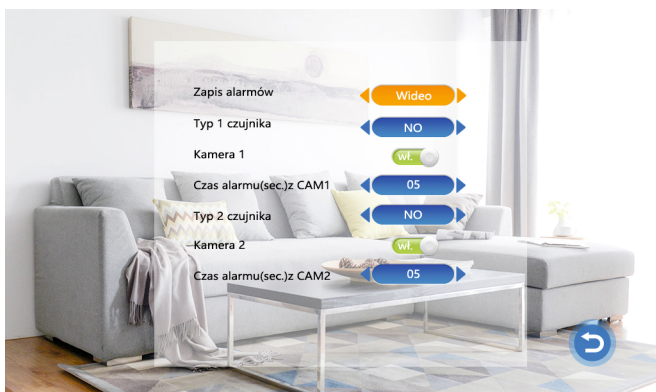 Zapis alarmów
Wideo
Typ 1 czujnika
NO
Kamera 1
wł.
Czas alarmu(sec.)z CAM1
05
Typ 2 czujnika
NO
Kamera 2
wł.
Czas alarmu(sec.)z CAM2
05